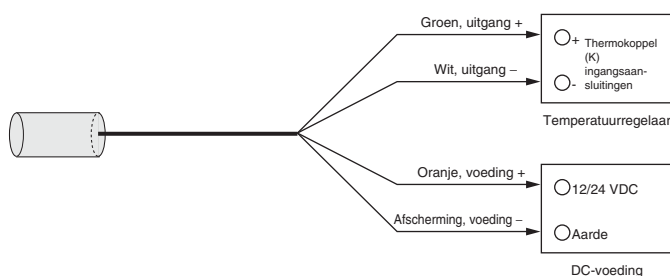 Groen, uitgang +
Wit, uitgang –
+ Thermokoppel
(K)
ingangsaan-
- sluitingen
Temperatuurregelaar
Oranje, voeding +
12/24 VDC
Afscherming, voeding –
Aarde
DC-voeding